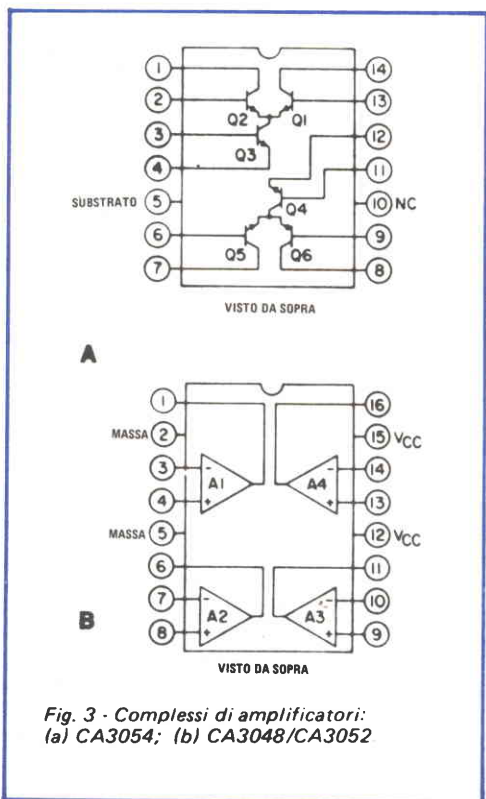 1 14
2 Q2 Q1 13
3 Q3 12
4 11
SUBSTRATO 5 Q4 10 NC
6 Q5 Q6 9
7 8
VISTO DA SOPRA
A
1 16
MASSA 2 15 VCC
3 - A1 A4 - 14
4 + + 13
MASSA 5 12 VCC
6 11
7 - A2 A3 - 10
B 8 + + 9
VISTO DA SOPRA
Fig. 3 - Complessi di amplificatori:
(a) CA3054; (b) CA3048/CA3052